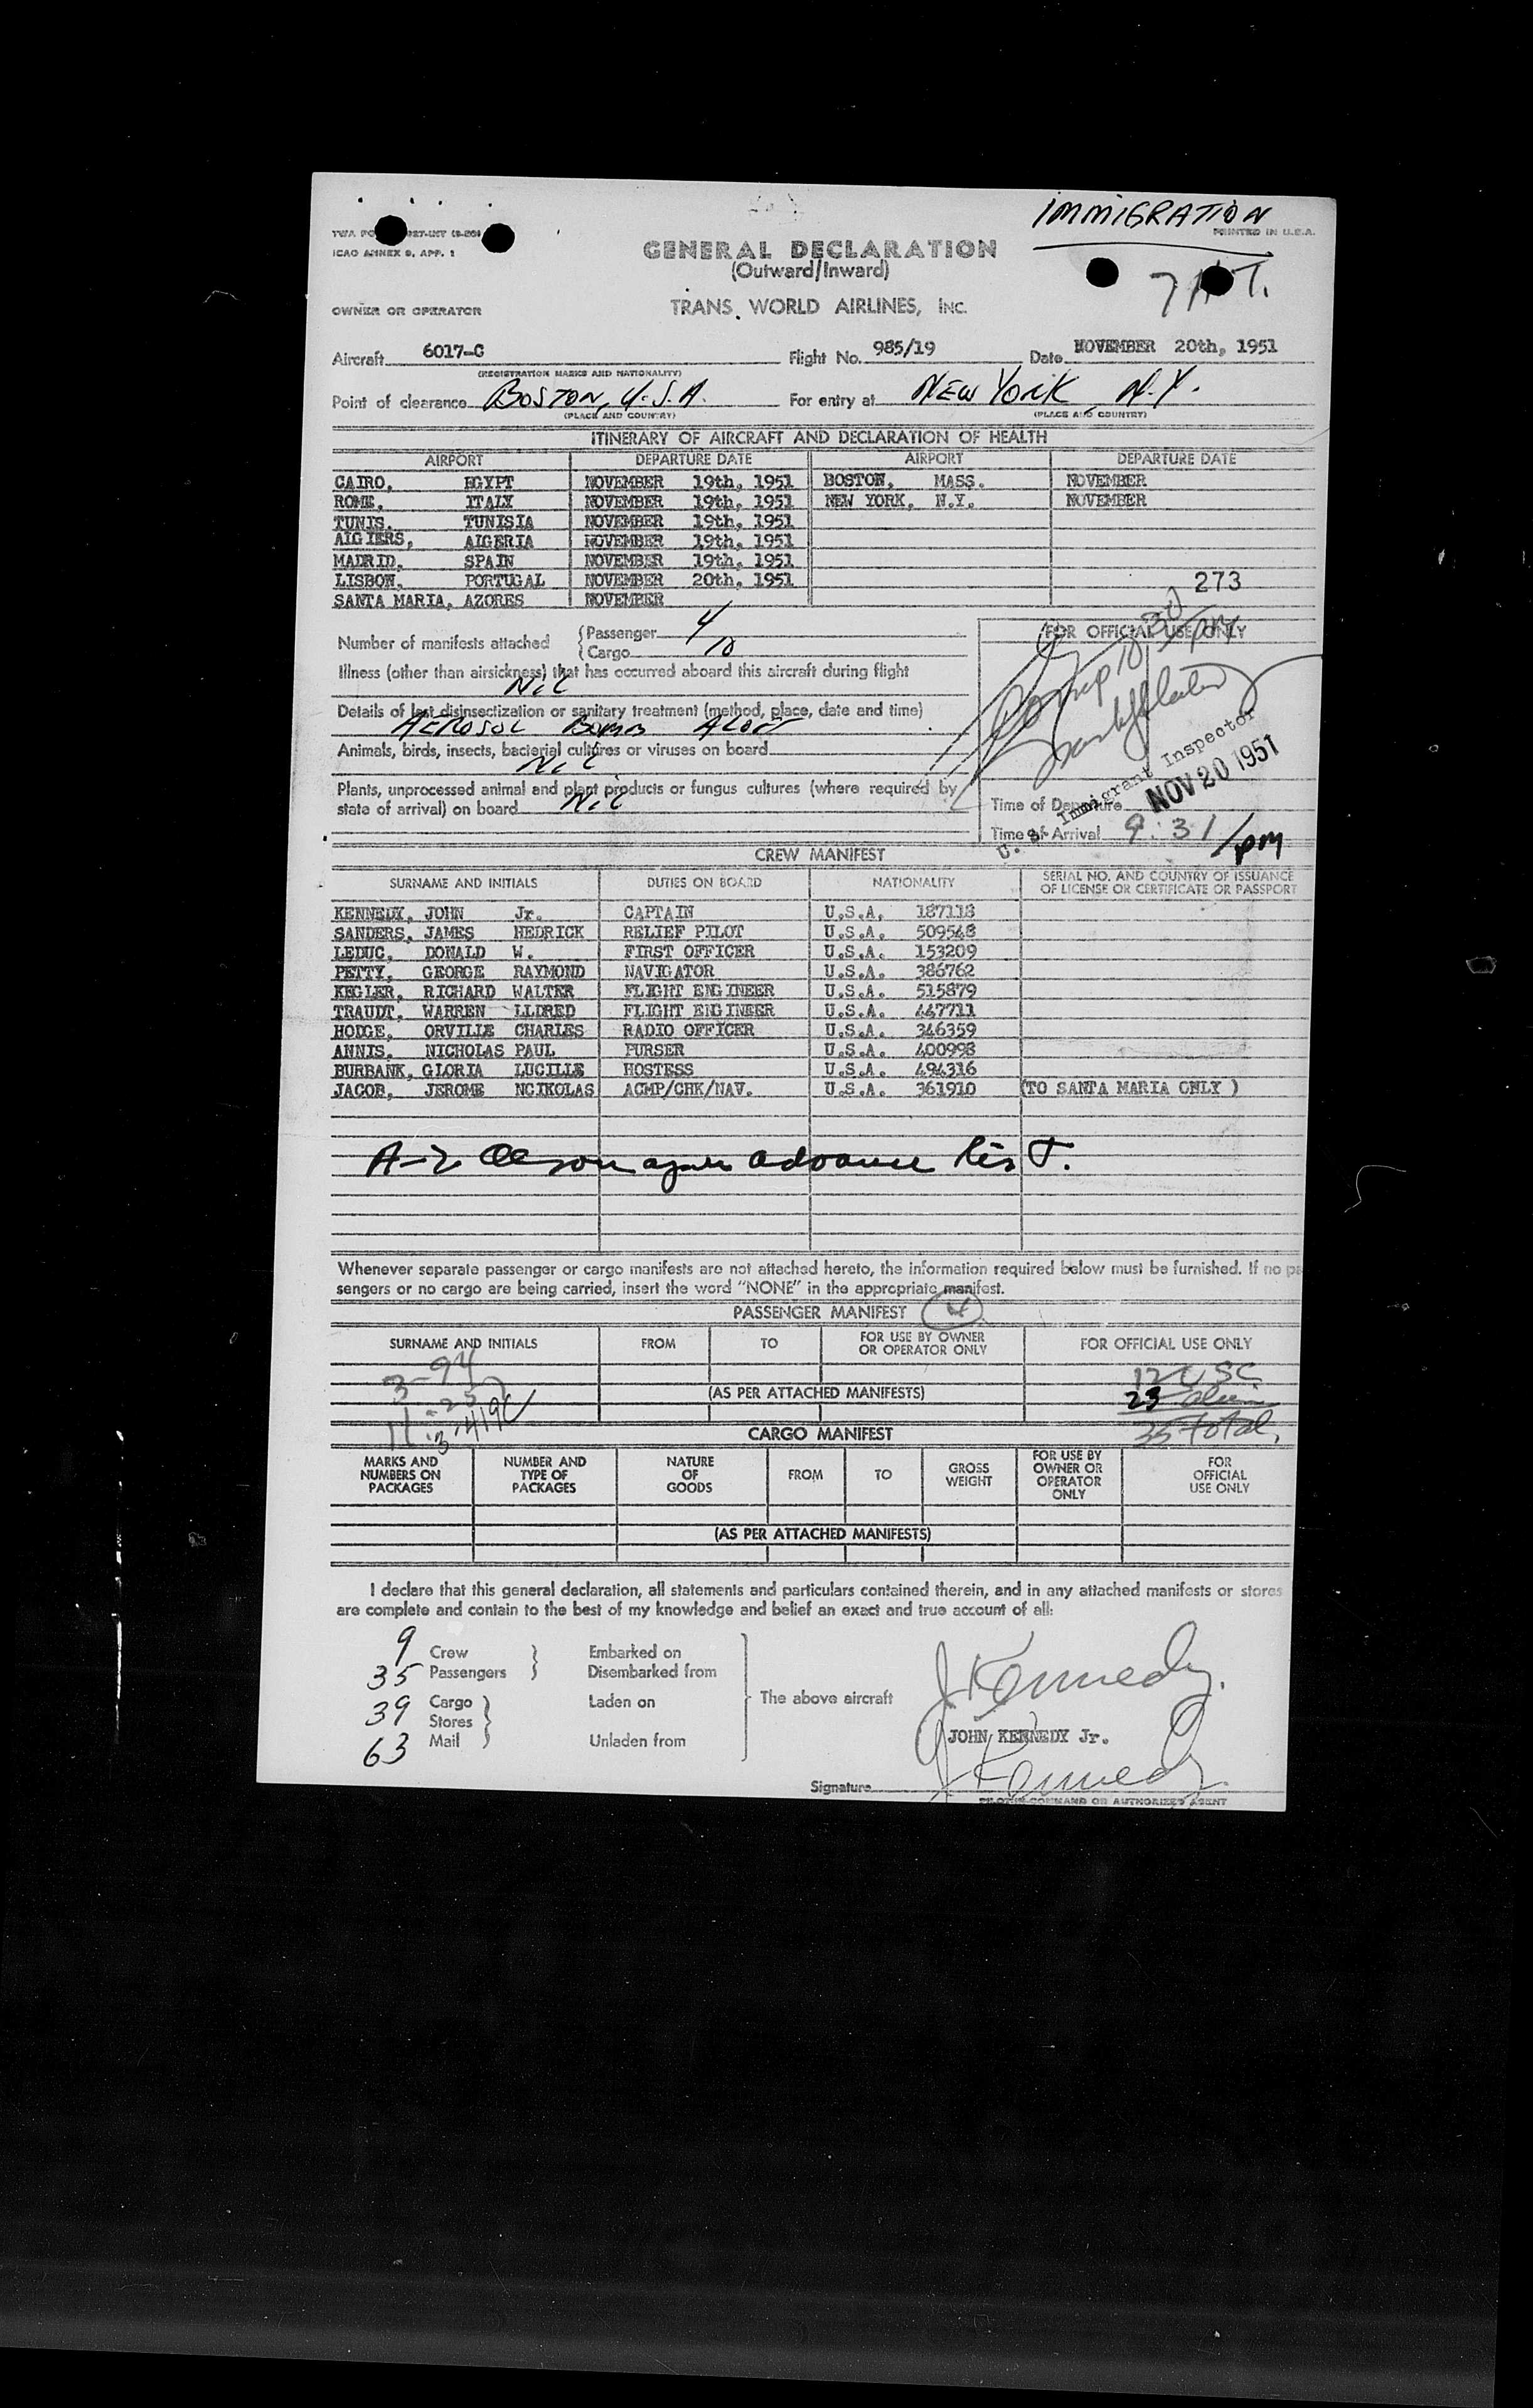 IMMIGRATION
PRINTED IN U.S.A.
ICAO ANNEX 9, APP. 1
GENERAL DECLARATION
(Outward/Inward)
OWNER OR OPERATOR TRANS WORLD AIRLINES, INC.
Aircraft 6017-C Flight No. 985/19 Date NOVEMBER 20th, 1951
(REGISTRATION MARKS AND NATIONALITY)
Point of clearance BOSTON, U.S.A. For entry at NEW YORK, N.Y.
(PLACE AND COUNTRY) (PLACE AND COUNTRY)
ITINERARY OF AIRCRAFT AND DECLARATION OF HEALTH
AIRPORT DEPARTURE DATE AIRPORT DEPARTURE DATE
CAIRO, EGYPT NOVEMBER 19th, 1951 BOSTON, MASS. NOVEMBER
ROME, ITALY NOVEMBER 19th, 1951 NEW YORK, N.Y. NOVEMBER
TUNIS, TUNISIA NOVEMBER 19th, 1951
ALGIERS, ALGERIA NOVEMBER 19th, 1951
MADRID, SPAIN NOVEMBER 19th, 1951
LISBON, PORTUGAL NOVEMBER 20th, 1951 273
SANTA MARIA, AZORES NOVEMBER
Number of manifests attached Passenger 4
Cargo 10
FOR OFFICIAL USE ONLY
Illness (other than airsickness) that has occurred aboard this aircraft during flight
Nil
Details of last disinsectization or sanitary treatment (method, place, date and time)
AEROSOL BOMB ALOFT
Animals, birds, insects, bacterial cultures or viruses on board
Nil
Plants, unprocessed animal and plant products or fungus cultures (where required by
state of arrival) on board Nil
U. S. Immigrant Inspector
NOV 20 1951
Time of Departure
Time of Arrival 9:31/pm
CREW MANIFEST
SURNAME AND INITIALS DUTIES ON BOARD NATIONALITY SERIAL NO. AND COUNTRY OF ISSUANCE
OF LICENSE OR CERTIFICATE OR PASSPORT
KENNEDY, JOHN Jr. CAPTAIN U.S.A. 187118
SANDERS, JAMES HEDRICK RELIEF PILOT U.S.A. 509548
LEDUC, DONALD W. FIRST OFFICER U.S.A. 153209
PETTY, GEORGE RAYMOND NAVIGATOR U.S.A. 386762
KEGLER, RICHARD WALTER FLIGHT ENGINEER U.S.A. 515879
TRAUDT, WARREN LLDRED FLIGHT ENGINEER U.S.A. 447711
HODGE, ORVILLE CHARLES RADIO OFFICER U.S.A. 346359
ANNIS, NICHOLAS PAUL PURSER U.S.A. 400998
BURBANK, GLORIA LUCILLE HOSTESS U.S.A. 494316
JACOB, JEROME NCIKOLAS ACMP/CHK/NAV. U.S.A. 361910 (TO SANTA MARIA ONLY )
advance list.
Whenever separate passenger or cargo manifests are not attached hereto, the information required below must be furnished. If no
sengers or no cargo are being carried, insert the word "NONE" in the appropriate manifest.
PASSENGER MANIFEST 4
SURNAME AND INITIALS FROM TO FOR USE BY OWNER
OR OPERATOR ONLY FOR OFFICIAL USE ONLY
3-94 12 USC
(AS PER ATTACHED MANIFESTS) 23 alien
35 total
CARGO MANIFEST
MARKS AND
NUMBERS ON
PACKAGES NUMBER AND
TYPE OF
PACKAGES NATURE
OF
GOODS FROM TO GROSS
WEIGHT FOR USE BY
OWNER OR
OPERATOR
ONLY FOR
OFFICIAL
USE ONLY
(AS PER ATTACHED MANIFESTS)
I declare that this general declaration, all statements and particulars contained therein, and in any attached manifests or stores
are complete and contain to the best of my knowledge and belief an exact and true account of all:
9 Crew Embarked on
35 Passengers Disembarked from
39 Cargo Laden on The above aircraft
Stores
63 Mail Unladen from
J Kennedy
JOHN KENNEDY Jr.
J Kennedy
Signature
PILOT IN COMMAND OR AUTHORIZED AGENT